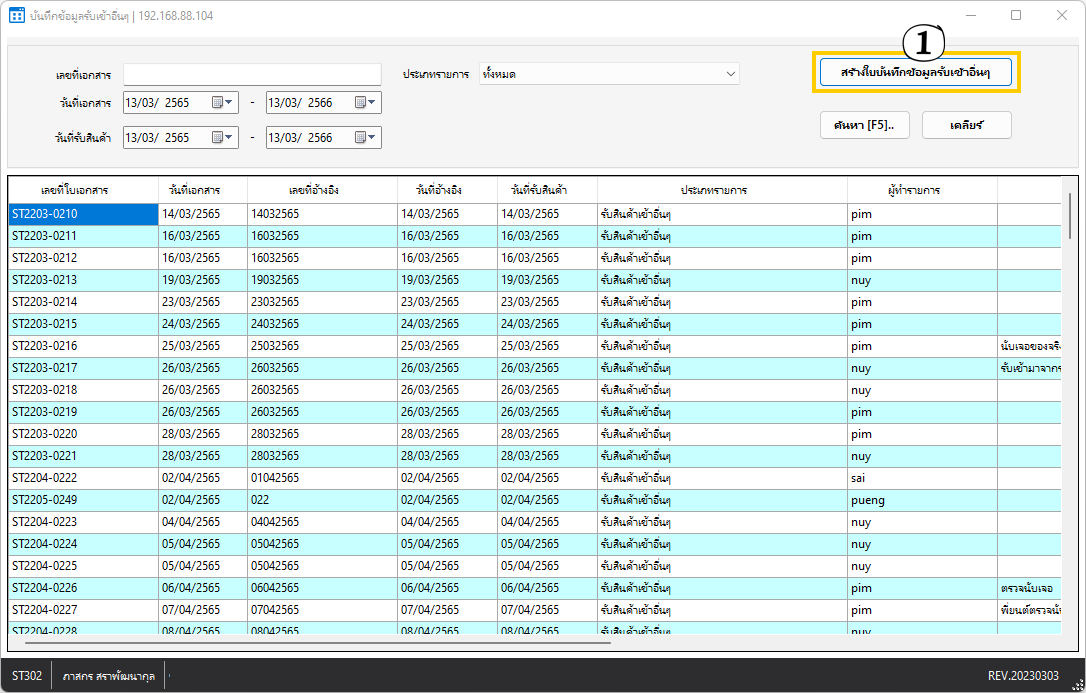 บันทึกข้อมูลรับเข้าอื่นๆ | 192.168.88.104
1
เลขที่เอกสาร ประเภทรายการ ทั้งหมด สร้างใบบันทึกข้อมูลรับเข้าอื่นๆ
วันที่เอกสาร 13/03/ 2565 - 13/03/ 2566
วันที่รับสินค้า 13/03/ 2565 - 13/03/ 2566 ค้นหา [F5].. เคลียร์
เลขที่ใบเอกสาร วันที่เอกสาร เลขที่อ้างอิง วันที่อ้างอิง วันที่รับสินค้า ประเภทรายการ ผู้ทำรายการ
ST2203-0210 14/03/2565 14032565 14/03/2565 14/03/2565 รับสินค้าเข้าอื่นๆ pim
ST2203-0211 16/03/2565 16032565 16/03/2565 16/03/2565 รับสินค้าเข้าอื่นๆ pim
ST2203-0212 16/03/2565 16032565 16/03/2565 16/03/2565 รับสินค้าเข้าอื่นๆ pim
ST2203-0213 19/03/2565 19032565 19/03/2565 19/03/2565 รับสินค้าเข้าอื่นๆ nuy
ST2203-0214 23/03/2565 23032565 23/03/2565 23/03/2565 รับสินค้าเข้าอื่นๆ pim
ST2203-0215 24/03/2565 24032565 24/03/2565 24/03/2565 รับสินค้าเข้าอื่นๆ pim
ST2203-0216 25/03/2565 25032565 25/03/2565 25/03/2565 รับสินค้าเข้าอื่นๆ pim นับเจอของจริง
ST2203-0217 26/03/2565 26032565 26/03/2565 26/03/2565 รับสินค้าเข้าอื่นๆ nuy รับเข้ามาจาก
ST2203-0218 26/03/2565 26032565 26/03/2565 26/03/2565 รับสินค้าเข้าอื่นๆ nuy
ST2203-0219 26/03/2565 26032565 26/03/2565 26/03/2565 รับสินค้าเข้าอื่นๆ pim
ST2203-0220 28/03/2565 28032565 28/03/2565 28/03/2565 รับสินค้าเข้าอื่นๆ pim
ST2203-0221 28/03/2565 28032565 28/03/2565 28/03/2565 รับสินค้าเข้าอื่นๆ nuy
ST2204-0222 02/04/2565 01042565 02/04/2565 02/04/2565 รับสินค้าเข้าอื่นๆ sai
ST2205-0249 02/04/2565 022 02/04/2565 02/04/2565 รับสินค้าเข้าอื่นๆ pueng
ST2204-0223 04/04/2565 04042565 04/04/2565 04/04/2565 รับสินค้าเข้าอื่นๆ nuy
ST2204-0224 05/04/2565 05042565 05/04/2565 05/04/2565 รับสินค้าเข้าอื่นๆ nuy
ST2204-0225 05/04/2565 05042565 05/04/2565 05/04/2565 รับสินค้าเข้าอื่นๆ nuy
ST2204-0226 06/04/2565 06042565 06/04/2565 06/04/2565 รับสินค้าเข้าอื่นๆ pim ตรวจนับเจอ
ST2204-0227 07/04/2565 07042565 07/04/2565 07/04/2565 รับสินค้าเข้าอื่นๆ pim พี่ยนต์ตรวจนับ
ST2204-0228 08/04/2565 08042565 08/04/2565 08/04/2565 รับสินค้าเข้าอื่นๆ nuy
ST302 ภาสกร สราพัฒนากุล REV.20230303